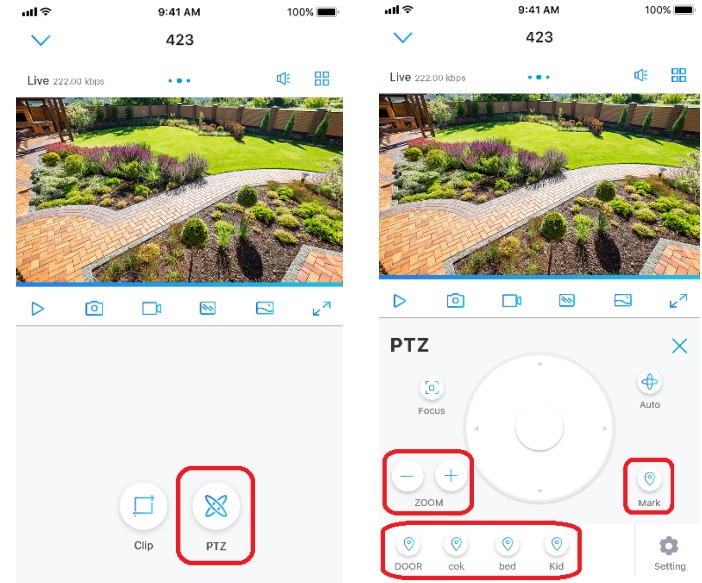 9:41 AM
100%
423
Live 222.00 kbps
Clip
PTZ
9:41 AM
100%
423
Live 222.00 kbps
PTZ
Focus
Auto
ZOOM
Mark
DOOR
cok
bed
Kid
Setting